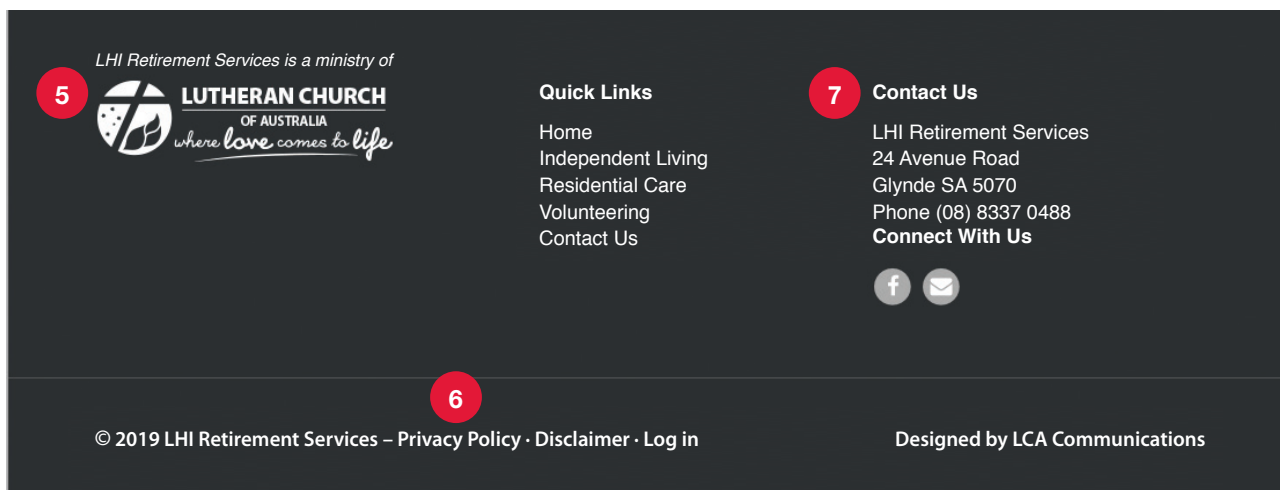 LHI Retirement Services is a ministry of
5
LUTHERAN CHURCH
OF AUSTRALIA
where love comes to life
Quick Links
Home
Independent Living
Residential Care
Volunteering
Contact Us
7
Contact Us
LHI Retirement Services
24 Avenue Road
Glynde SA 5070
Phone (08) 8337 0488
Connect With Us
6
© 2019 LHI Retirement Services – Privacy Policy · Disclaimer · Log in
Designed by LCA Communications